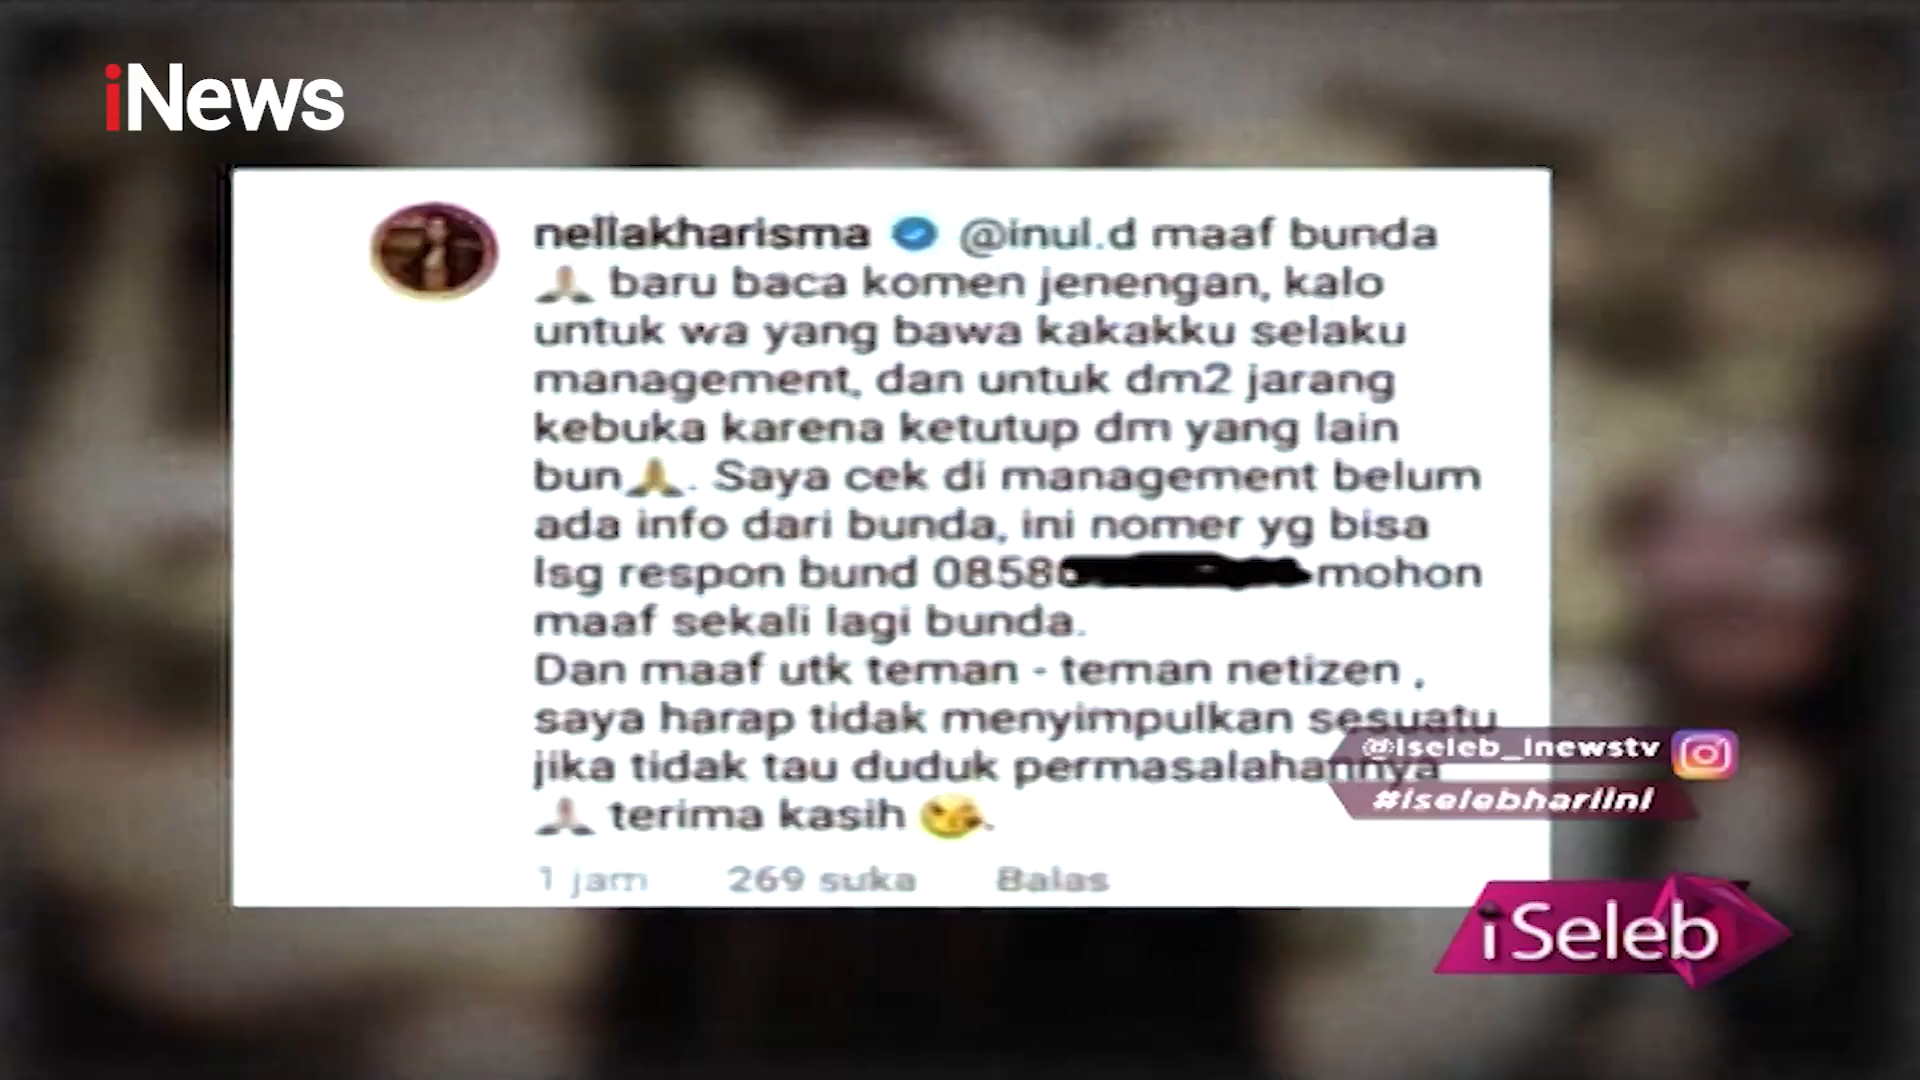 iNews
nellakharisma @inul.d maaf bunda
🙏 baru baca komen jenengan, kalo
untuk wa yang bawa kakakku selaku
management, dan untuk dm2 jarang
kebuka karena ketutup dm yang lain
bun🙏. Saya cek di management belum
ada info dari bunda, ini nomer yg bisa
lsg respon bund 0858 mohon
maaf sekali lagi bunda.
Dan maaf utk teman - teman netizen ,
saya harap tidak menyimpulkan sesuatu
jika tidak tau duduk permasalahannya
🙏 terima kasih 😘.
1 jam 269 suka Balas
@iseleb_inewstv
#iselebhariini
iSeleb